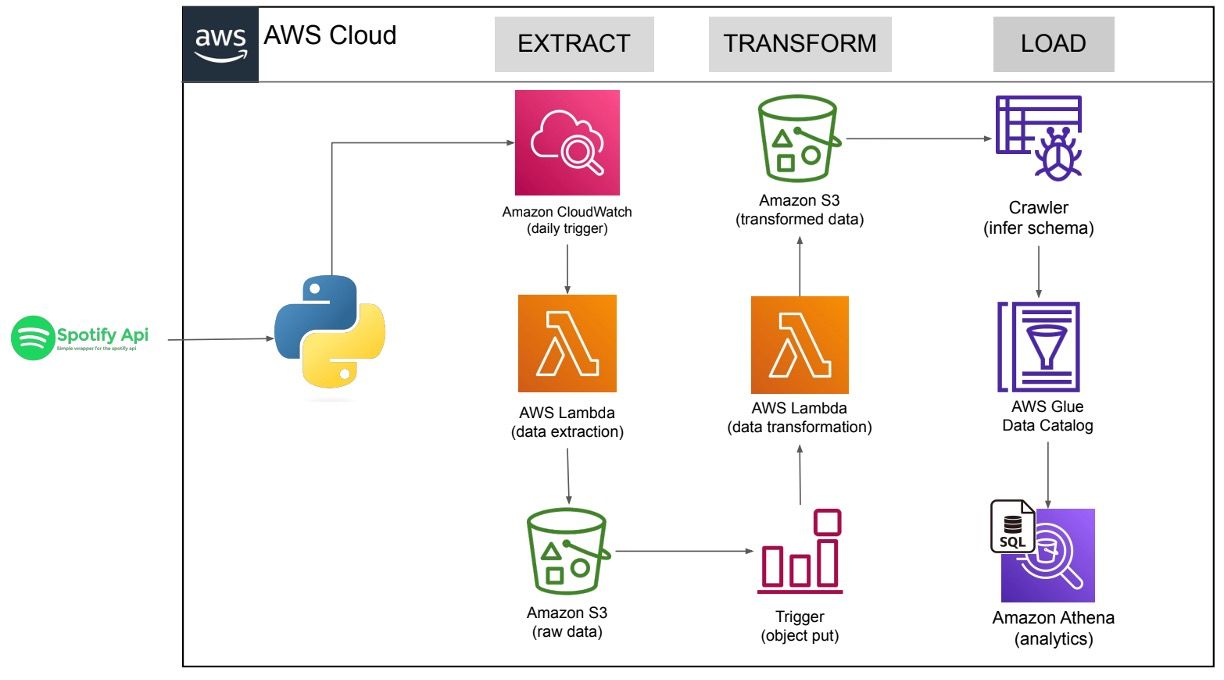 aws
AWS Cloud
EXTRACT
TRANSFORM
LOAD
Amazon CloudWatch
(daily trigger)
Amazon S3
(transformed data)
Crawler
(infer schema)
Spotify Api
Simple wrapper for the spotify api
AWS Lambda
(data extraction)
AWS Lambda
(data transformation)
AWS Glue
Data Catalog
SQL
Amazon S3
(raw data)
Trigger
(object put)
Amazon Athena
(analytics)